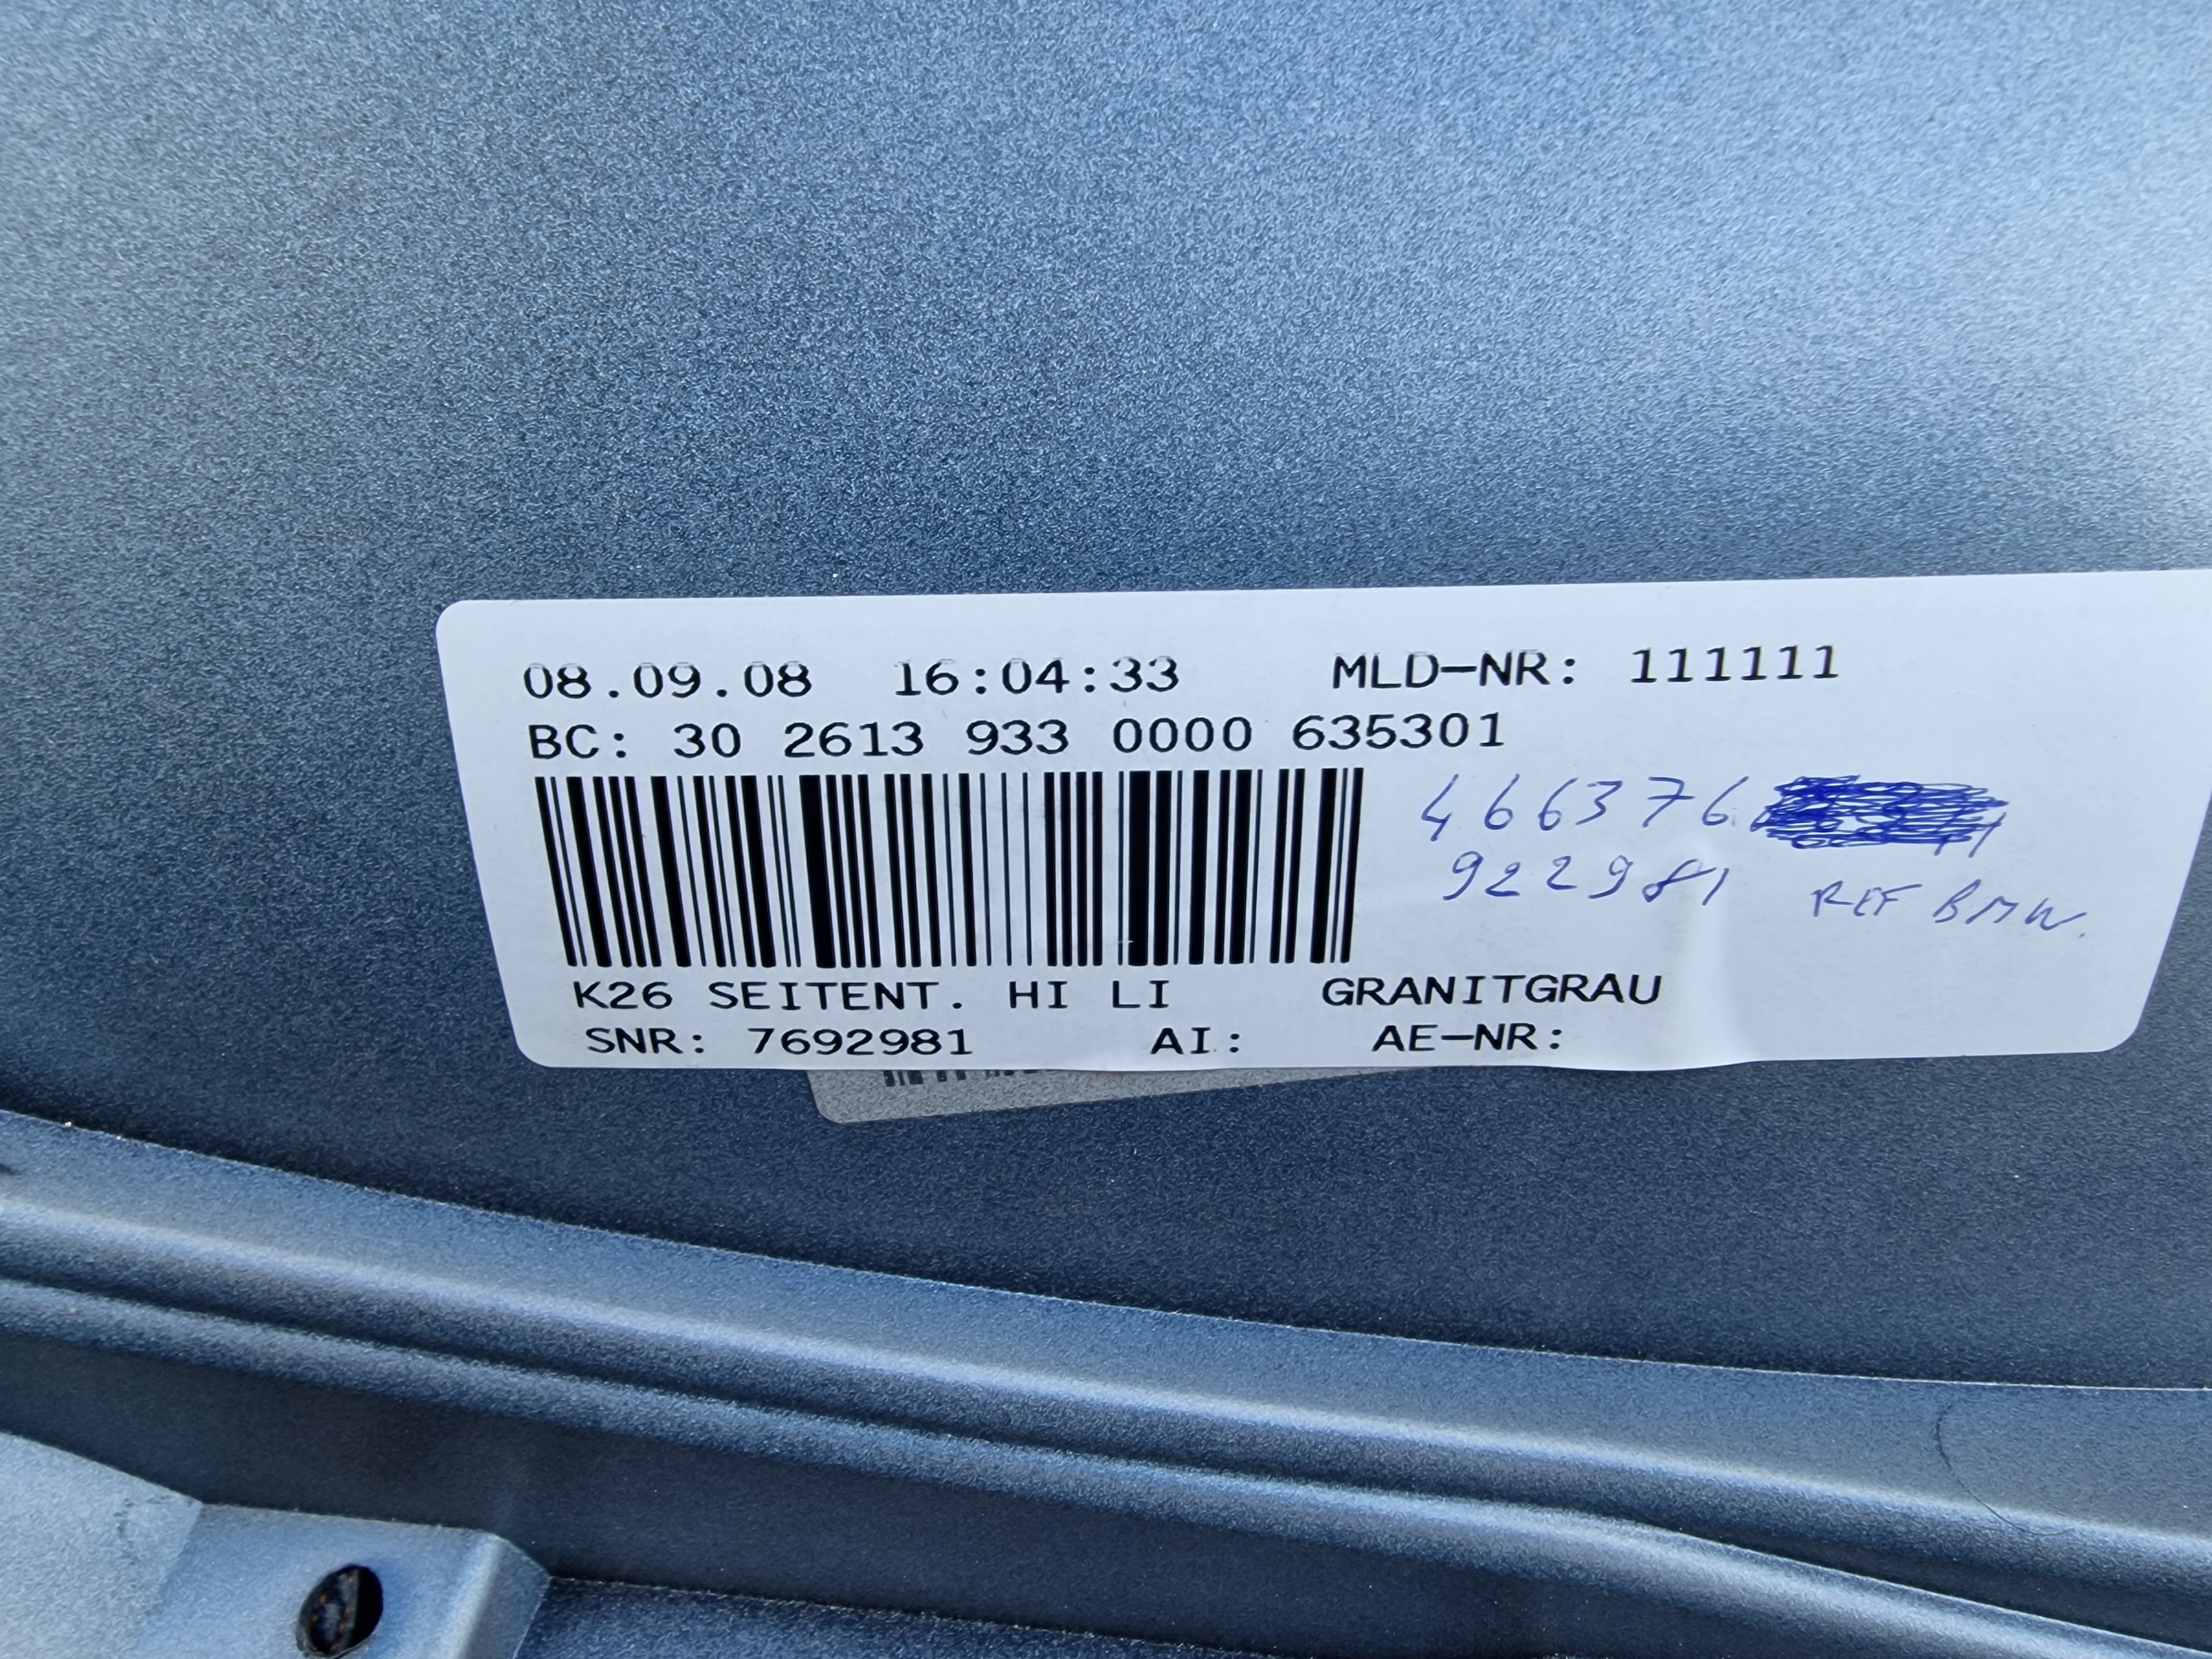 08.09.08 16:04:33 MLD-NR: 111111
BC: 30 2613 933 0000 635301
466376
922981 REF BMW.
K26 SEITENT. HI LI GRANITGRAU
SNR: 7692981 AI: AE-NR: